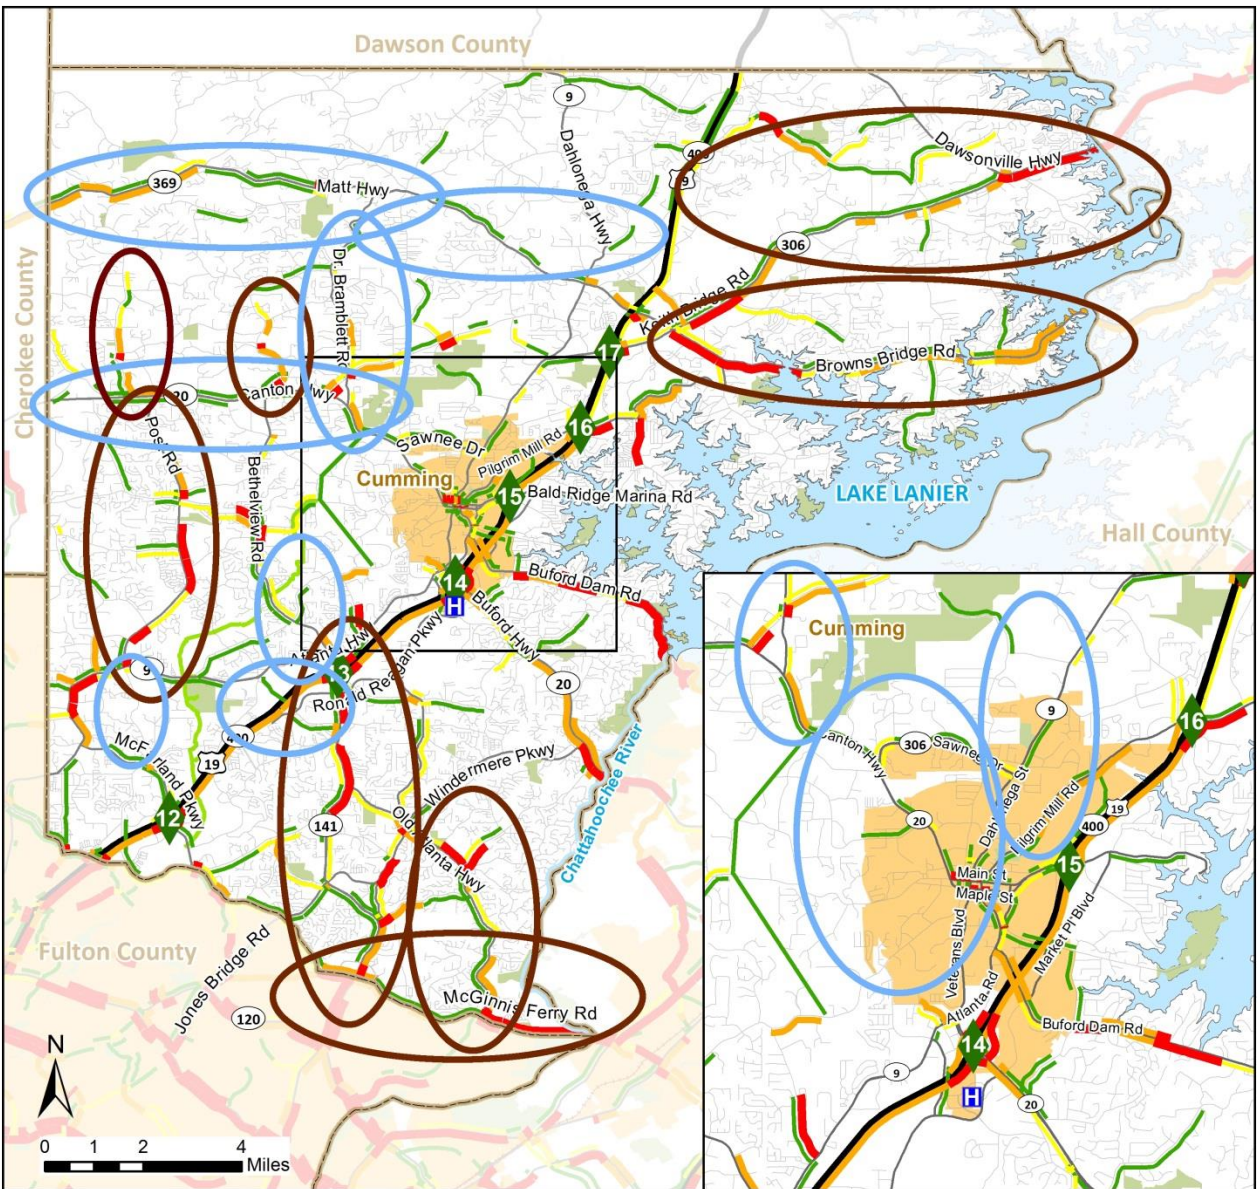 Dawson County
9
Dahlonega Hwy
400
19
Dawsonville Hwy
369
Matt Hwy
Dr. Bramblett Rd
306
Keith Bridge Rd
Browns Bridge Rd
17
Cherokee County
20
Canton Hwy
Post Rd
16
Sawnee Dr
Pilgrim Mill Rd
Cumming
Bethelview Rd
15
Bald Ridge Marina Rd
LAKE LANIER
Hall County
14
H
Buford Dam Rd
Buford Hwy
Atlanta Hwy
13
Ronald Reagan Pkwy
9
20
400
19
McFarland Pkwy
12
Windermere Pkwy
Chattahoochee River
141
Old Atlanta Hwy
Fulton County
Jones Bridge Rd
120
McGinnis Ferry Rd
N
0 1 2 4
Miles
Cumming
16
9
306
Sawnee Dr
Canton Hwy
Dahlonega St
Pilgrim Mill Rd
19
20
400
15
Main St
Maple St
Market Pl Blvd
Veterans Blvd
Atlanta Rd
Buford Dam Rd
14
9
H
20